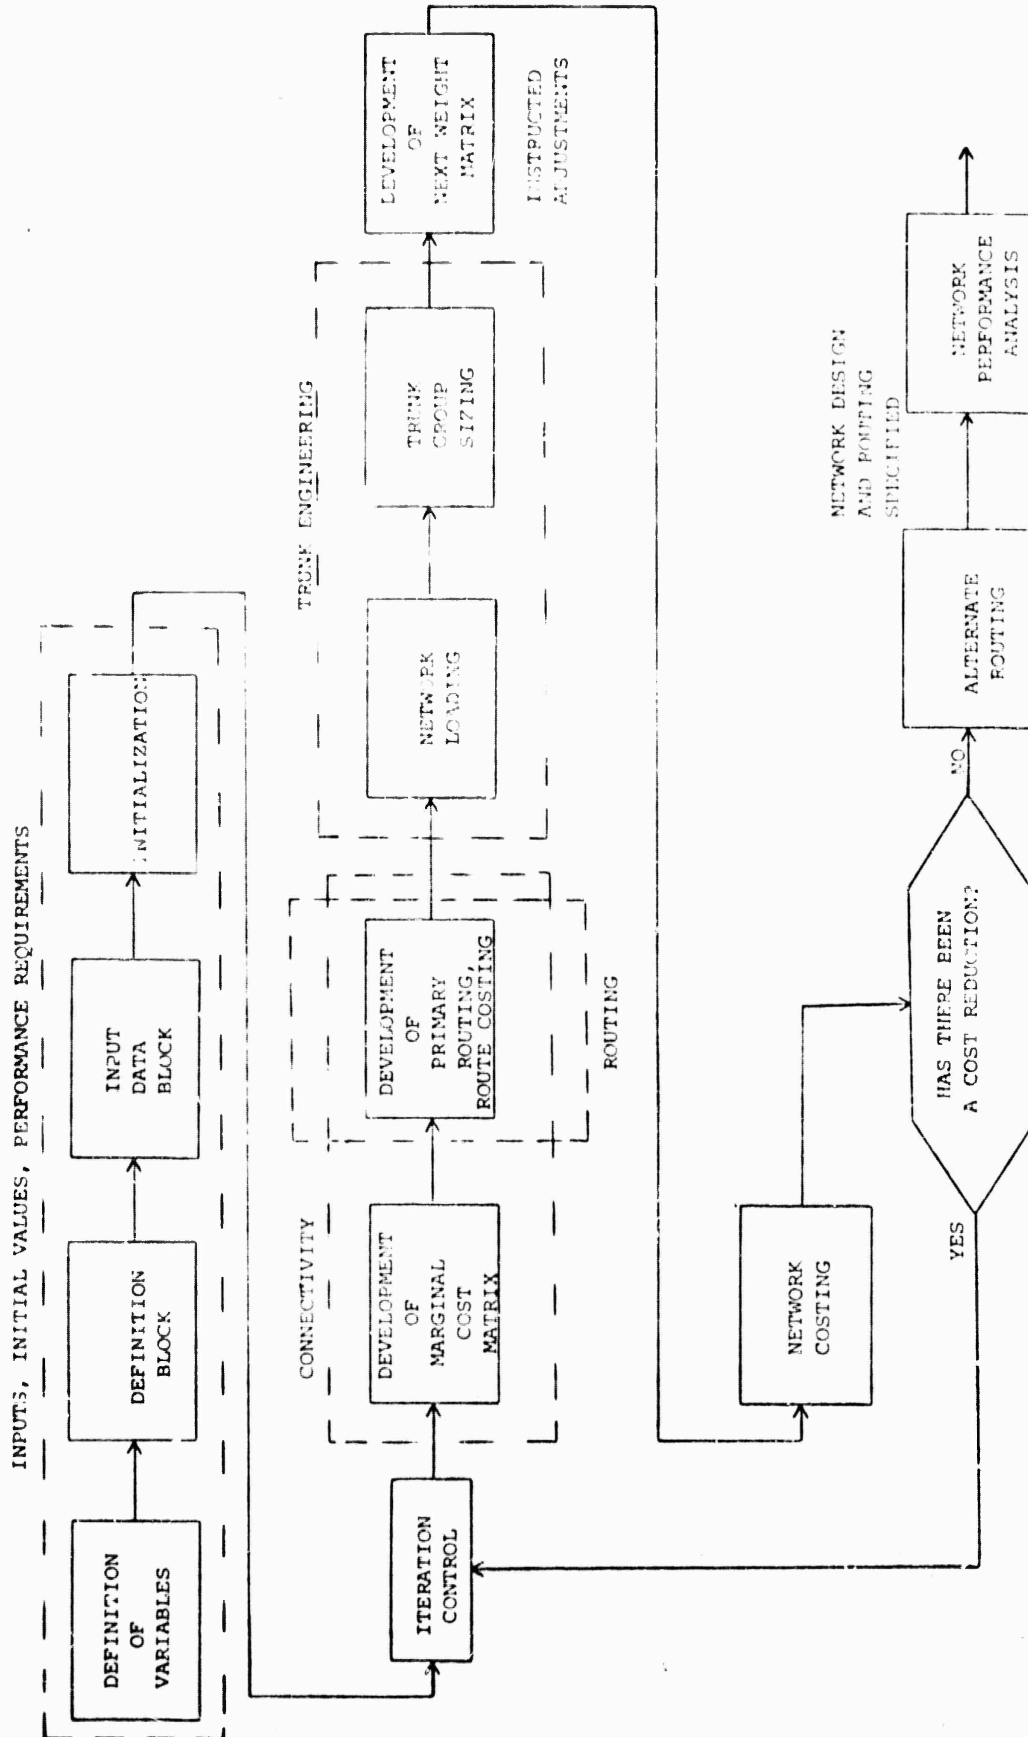 INPUTS, INITIAL VALUES, PERFORMANCE REQUIREMENTS
DEFINITION
OF
VARIABLES
DEFINITION
BLOCK
INPUT
DATA
BLOCK
INITIALIZATION
ITERATION
CONTROL
CONNECTIVITY
DEVELOPMENT
OF
MARGINAL
COST
MATRIX
DEVELOPMENT
OF
PRIMARY
ROUTING,
ROUTE COSTING
ROUTING
TRUNK ENGINEERING
NETWORK
LOADING
TRUNK
GROUP
SIZING
DEVELOPMENT
OF
NEXT WEIGHT
MATRIX
INSTRUCTED
ADJUSTMENTS
NETWORK
COSTING
HAS THERE BEEN
A COST REDUCTION?
YES
NO
ALTERNATE
ROUTING
NETWORK DESIGN
AND ROUTING
SPECIFIED
NETWORK
PERFORMANCE
ANALYSIS